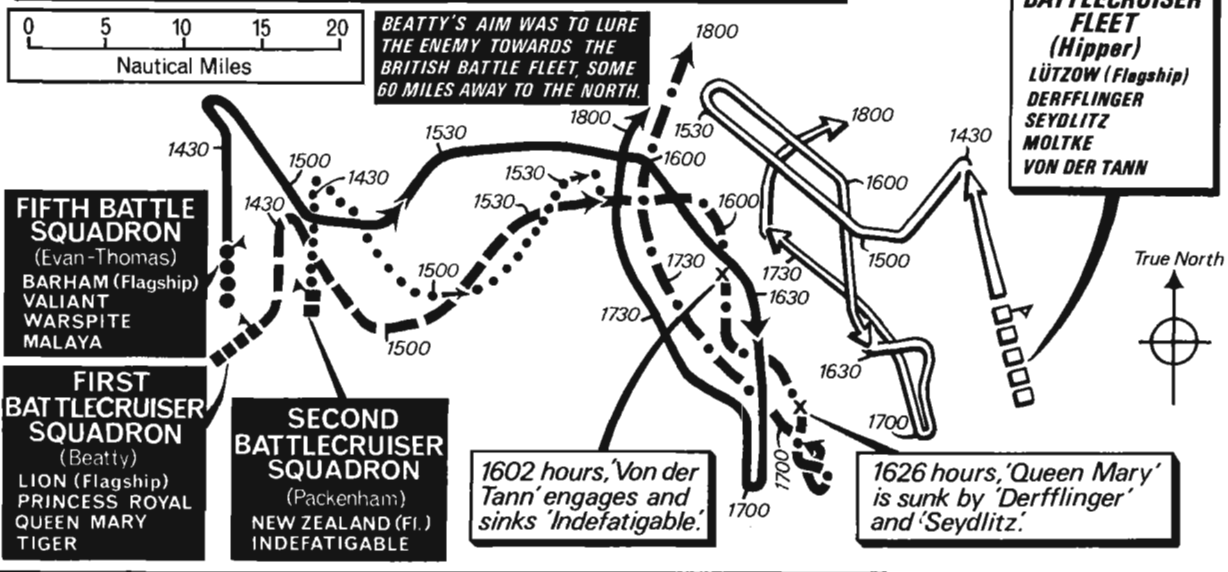 0 5 10 15 20
Nautical Miles
BEATTY'S AIM WAS TO LURE
THE ENEMY TOWARDS THE
BRITISH BATTLE FLEET, SOME
60 MILES AWAY TO THE NORTH.
BATTLECRUISER
FLEET
(Hipper)
LÜTZOW (Flagship)
DERFFLINGER
SEYDLITZ
MOLTKE
VON DER TANN
1800
1800
1530
1800
1430
1430
1500
1430
1530
1600
1530
1600
1430
1530
1600
1500
1500
1730
1730
1500
True North
1730
1630
1630
1700
1700
1700
FIFTH BATTLE
SQUADRON
(Evan-Thomas)
BARHAM (Flagship)
VALIANT
WARSPITE
MALAYA
FIRST
BATTLECRUISER
SQUADRON
(Beatty)
LION (Flagship)
PRINCESS ROYAL
QUEEN MARY
TIGER
SECOND
BATTLECRUISER
SQUADRON
(Packenham)
NEW ZEALAND (Fl.)
INDEFATIGABLE
1602 hours, 'Von der
Tann' engages and
sinks 'Indefatigable'.
1626 hours, 'Queen Mary'
is sunk by 'Derfflinger'
and 'Seydlitz'.